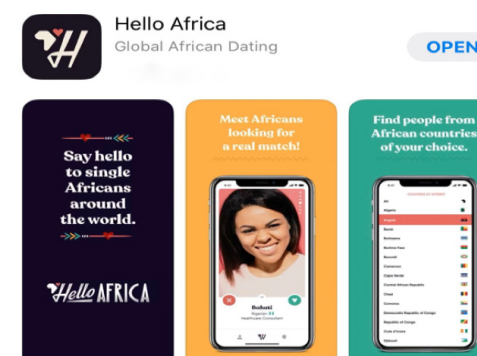 Hello Africa
Global African Dating
OPEN
Say hello
to single
Africans
around
the world.
Hello AFRICA
Meet Africans
looking for
a real match!
Nigerian
Healthcare Consultant
Find people from
African countries
of your choice.
All
Algeria
Angola
Benin
Botswana
Burkina Faso
Burundi
Cameroon
Cape Verde
Central African Republic
Chad
Comoros
Democratic Republic of Congo
Republic of Congo
Cote d'Ivoire
Djibouti